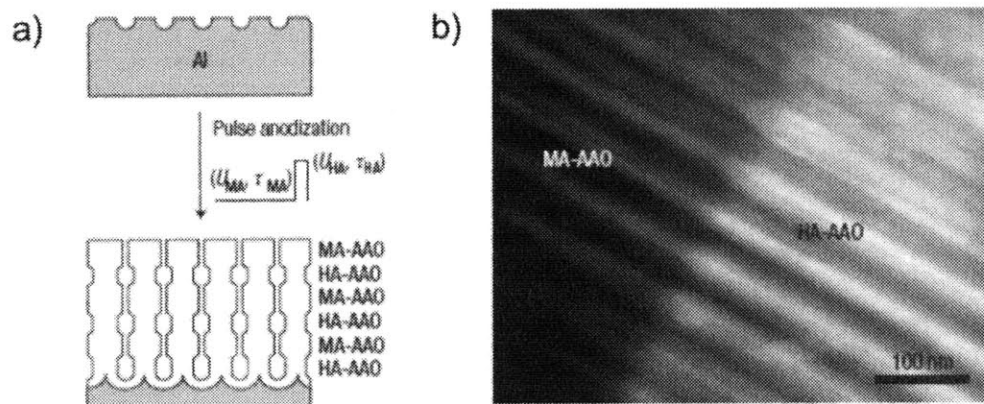 a)
Al
Pulse anodization
(U_HA, τ_HA)
(U_MA, τ_MA)
MA-AAO
HA-AAO
MA-AAO
HA-AAO
MA-AAO
HA-AAO
b)
MA-AAO
HA-AAO
100 nm